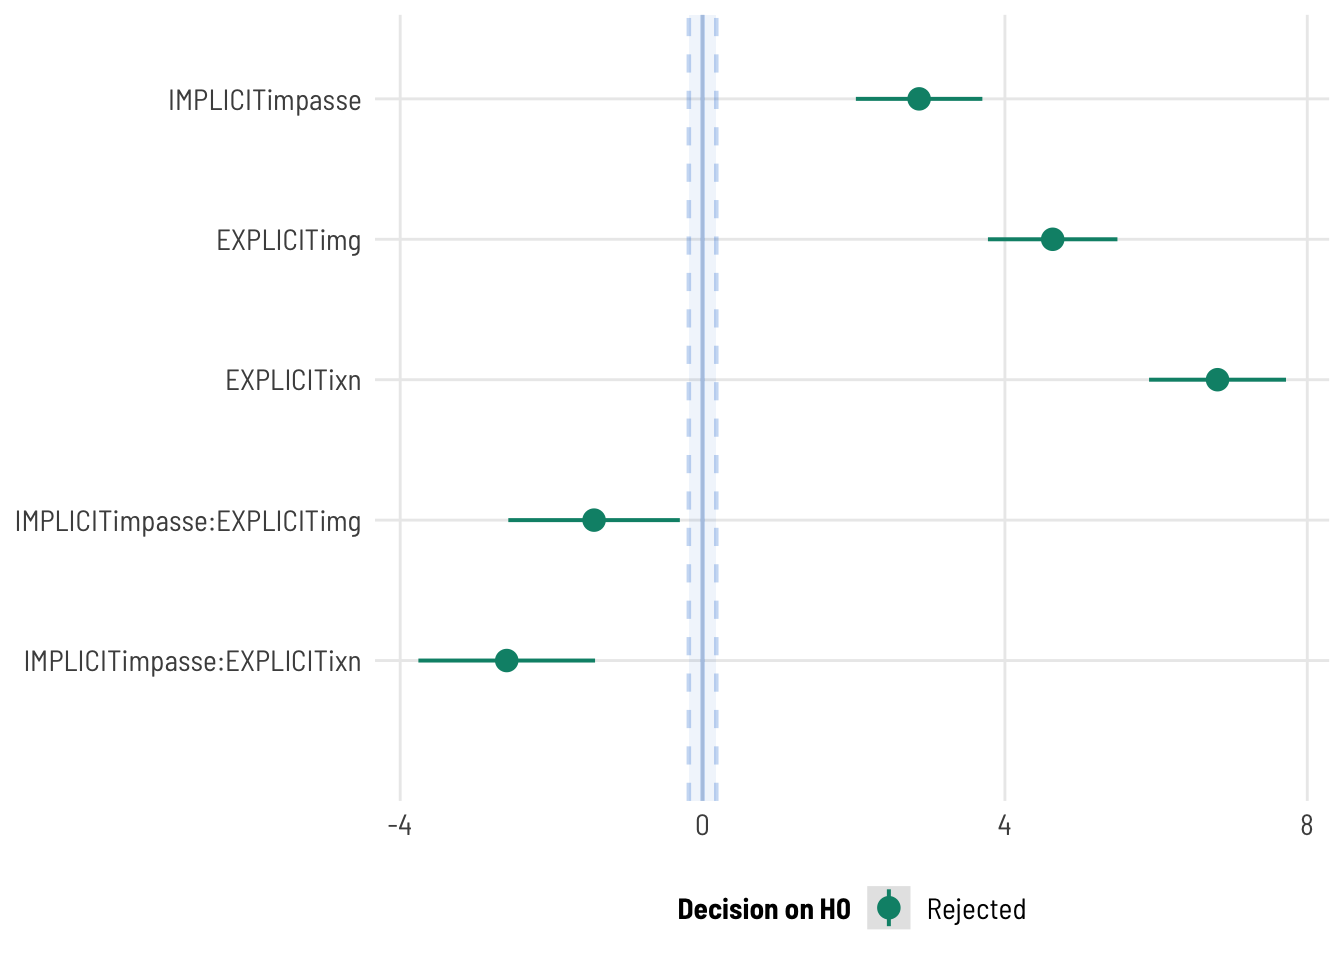 IMPLICITimpasse
EXPLICITimg
EXPLICITixn
IMPLICITimpasse:EXPLICITimg
IMPLICITimpasse:EXPLICITixn
-4 0 4 8
Decision on H0 Rejected